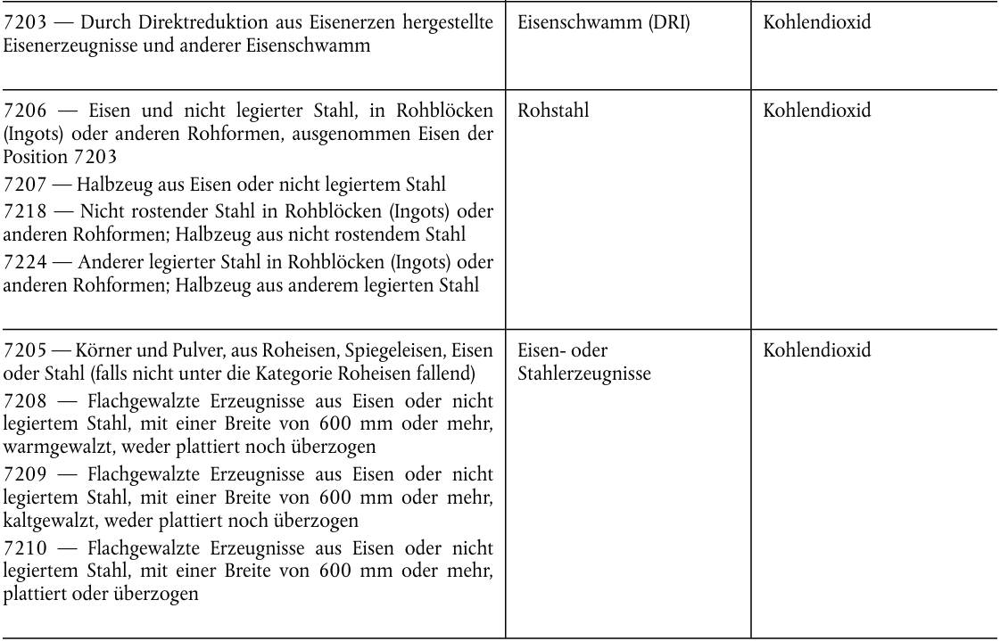 7203 — Durch Direktreduktion aus Eisenerzen hergestellte
Eisenerzeugnisse und anderer Eisenschwamm
Eisenschwamm (DRI)
Kohlendioxid
7206 — Eisen und nicht legierter Stahl, in Rohblöcken
(Ingots) oder anderen Rohformen, ausgenommen Eisen der
Position 7203
7207 — Halbzeug aus Eisen oder nicht legiertem Stahl
7218 — Nicht rostender Stahl in Rohblöcken (Ingots) oder
anderen Rohformen; Halbzeug aus nicht rostendem Stahl
7224 — Anderer legierter Stahl in Rohblöcken (Ingots) oder
anderen Rohformen; Halbzeug aus anderem legierten Stahl
Rohstahl
Kohlendioxid
7205 — Körner und Pulver, aus Roheisen, Spiegeleisen, Eisen
oder Stahl (falls nicht unter die Kategorie Roheisen fallend)
7208 — Flachgewalzte Erzeugnisse aus Eisen oder nicht
legiertem Stahl, mit einer Breite von 600 mm oder mehr,
warmgewalzt, weder plattiert noch überzogen
7209 — Flachgewalzte Erzeugnisse aus Eisen oder nicht
legiertem Stahl, mit einer Breite von 600 mm oder mehr,
kaltgewalzt, weder plattiert noch überzogen
7210 — Flachgewalzte Erzeugnisse aus Eisen oder nicht
legiertem Stahl, mit einer Breite von 600 mm oder mehr,
plattiert oder überzogen
Eisen- oder
Stahlerzeugnisse
Kohlendioxid